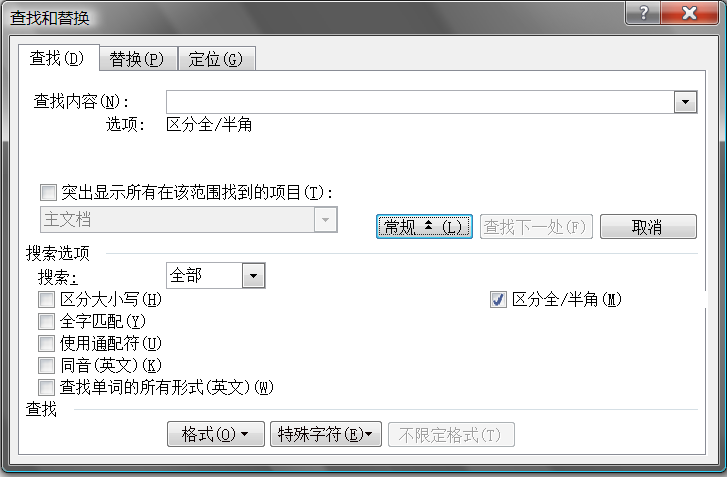 查找和替换
查找(D) 替换(P) 定位(G)
查找内容(N):
选项: 区分全/半角
突出显示所有在该范围找到的项目(T):
主文档
常规 (L) 查找下一处(F) 取消
搜索选项
搜索: 全部
区分大小写(H) 区分全/半角(M)
全字匹配(Y)
使用通配符(U)
同音(英文)(K)
查找单词的所有形式(英文)(W)
查找
格式(O) 特殊字符(E) 不限定格式(T)